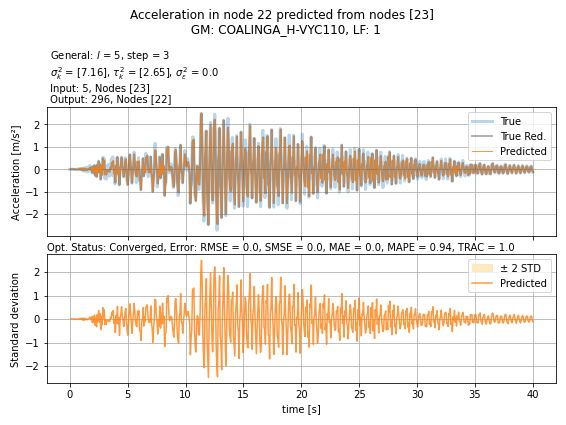 Acceleration in node 22 predicted from nodes [23]
GM: COALINGA_H-VYC110, LF: 1
General: l = 5, step = 3
σ²ₖ = [7.16], τ²ₖ = [2.65], σ²_ε = 0.0
Input: 5, Nodes [23]
Output: 296, Nodes [22]
Acceleration [m/s²]
2
1
0
−1
−2
True
True Red.
Predicted
Opt. Status: Converged, Error: RMSE = 0.0, SMSE = 0.0, MAE = 0.0, MAPE = 0.94, TRAC = 1.0
Standard deviation
2
1
0
−1
−2
± 2 STD
Predicted
0 5 10 15 20 25 30 35 40
time [s]